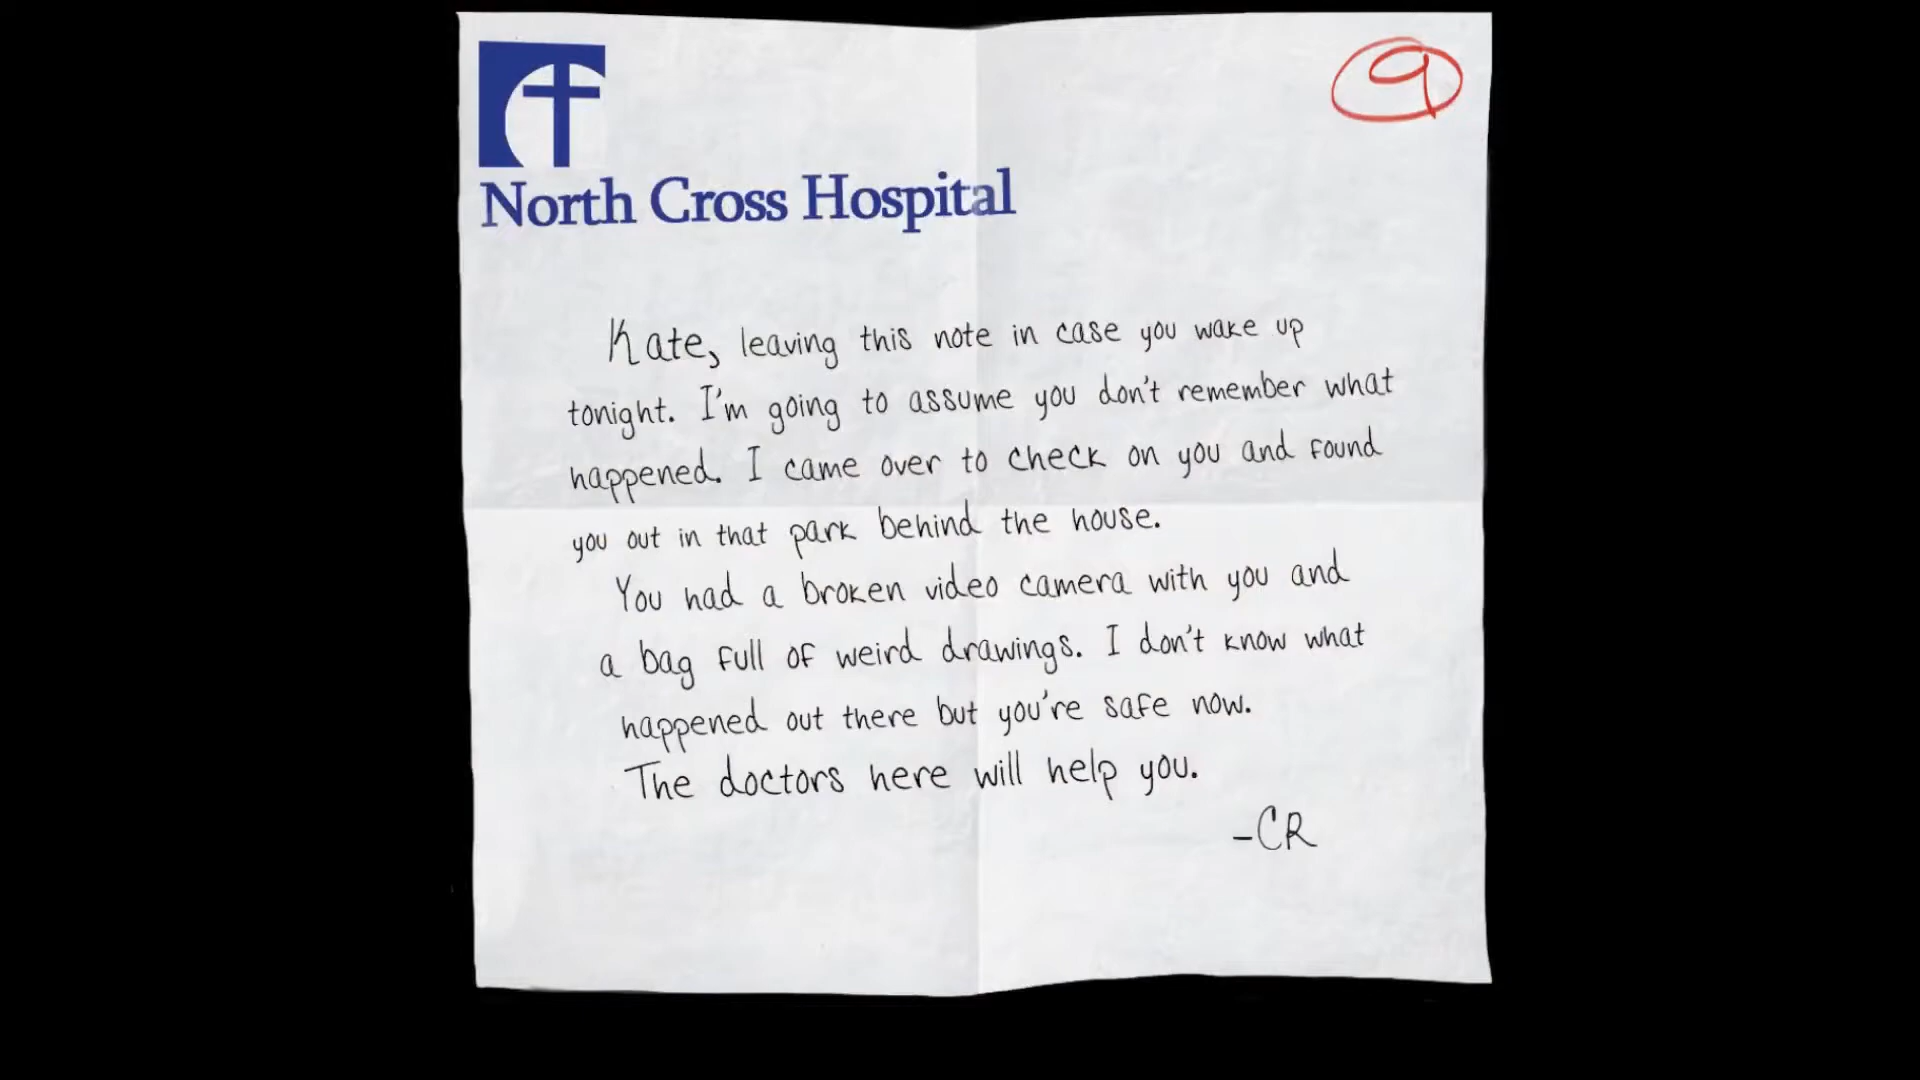 9
North Cross Hospital
Kate, leaving this note in case you wake up
tonight. I'm going to assume you don't remember what
happened. I came over to check on you and found
you out in that park behind the house.
You had a broken video camera with you and
a bag full of weird drawings. I don't know what
happened out there but you're safe now.
The doctors here will help you.
-CR